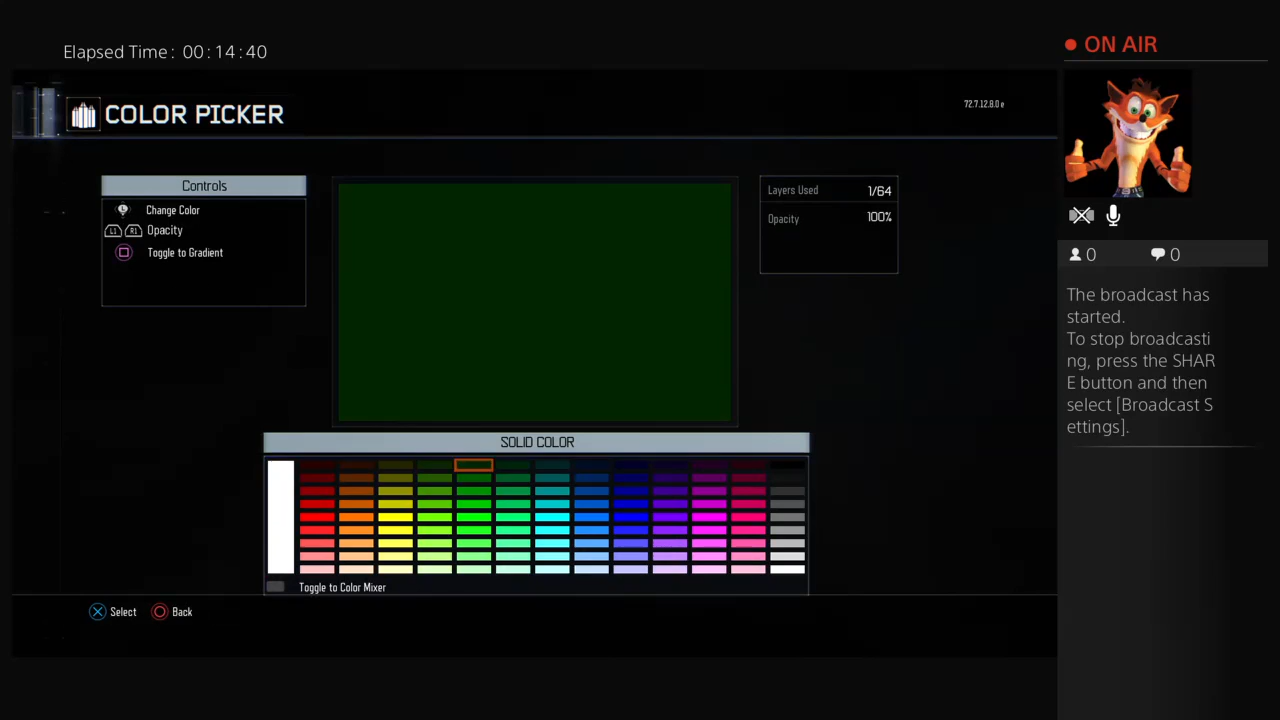 Elapsed Time: 00:14:40
ON AIR
COLOR PICKER
72.7.12.8.0 e
Controls
L Change Color
L1 R1 Opacity
Toggle to Gradient
Layers Used 1/64
Opacity 100%
0 0
The broadcast has
started.
To stop broadcasti
ng, press the SHAR
E button and then
select [Broadcast S
ettings].
SOLID COLOR
Toggle to Color Mixer
Select Back